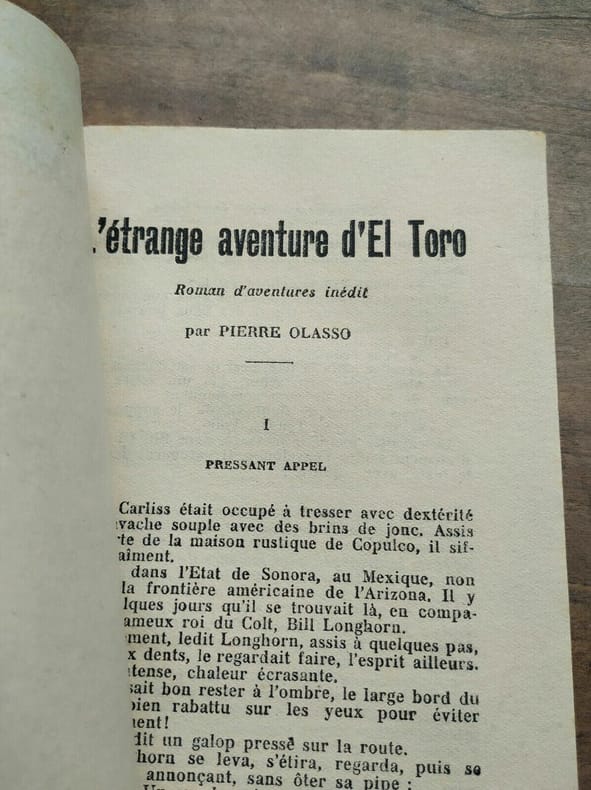 'étrange aventure d'El Toro
Roman d'aventures inédit
par PIERRE OLASSO
I
PRESSANT APPEL
Carliss était occupé à tresser avec dextérité
vache souple avec des brins de jonc. Assis
te de la maison rustique de Copulco, il sif-
aîment.
dans l'Etat de Sonora, au Mexique, non
la frontière américaine de l'Arizona. Il y
lques jours qu'il se trouvait là, en compa-
ameux roi du Colt, Bill Longhorn.
ment, ledit Longhorn, assis à quelques pas,
x dents, le regardait faire, l'esprit ailleurs.
tense, chaleur écrasante.
sait bon rester à l'ombre, le large bord du
bien rabattu sur les yeux pour éviter
ent!
dit un galop pressé sur la route.
horn se leva, s'étira, regarda, puis se
annonçant, sans ôter sa pipe :